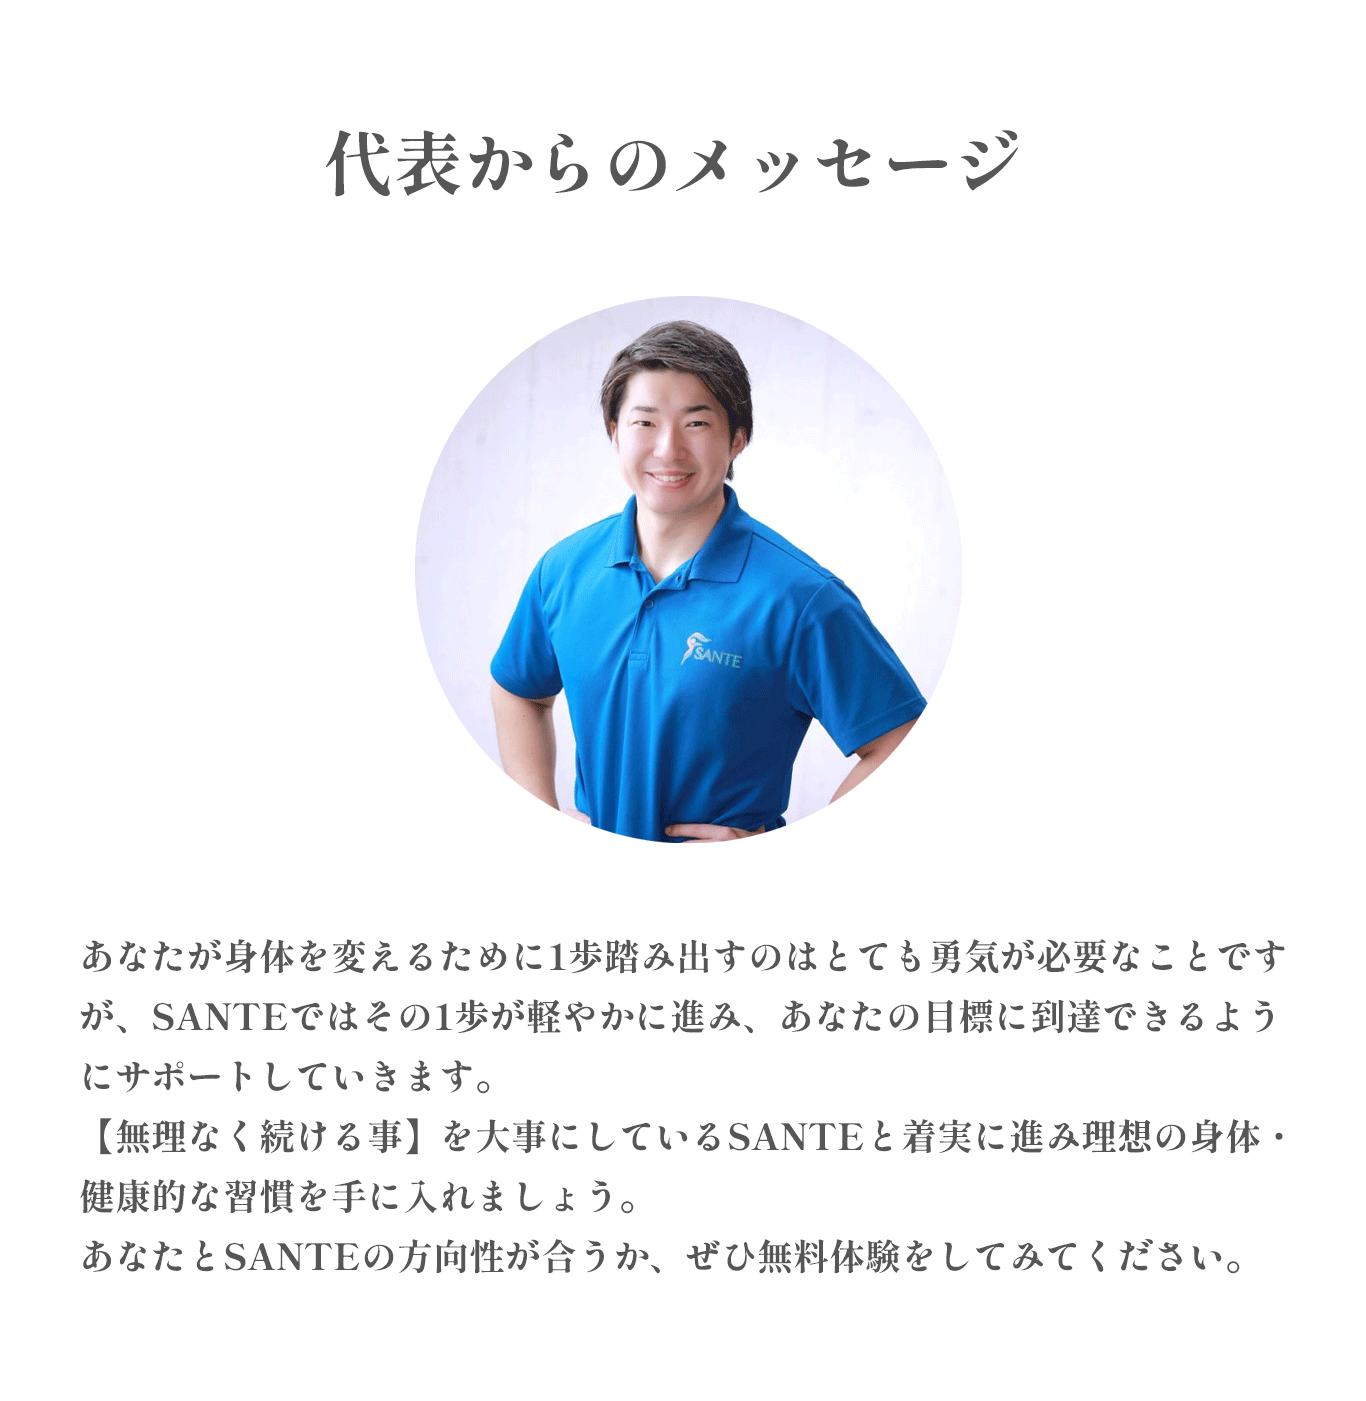 代表からのメッセージ
SANTE
あなたが身体を変えるために1歩踏み出すのはとても勇気が必要なことです
が、SANTEではその1歩が軽やかに進み、あなたの目標に到達できるよう
にサポートしていきます。
【無理なく続ける事】を大事にしているSANTEと着実に進み理想の身体・
健康的な習慣を手に入れましょう。
あなたとSANTEの方向性が合うか、ぜひ無料体験をしてみてください。